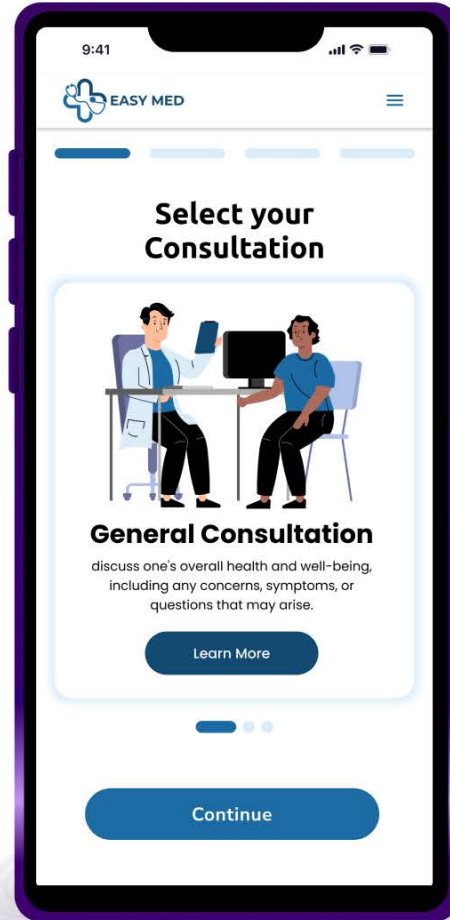 9:41
EASY MED
Select your
Consultation
General Consultation
discuss one's overall health and well-being,
including any concerns, symptoms, or
questions that may arise.
Learn More
Continue